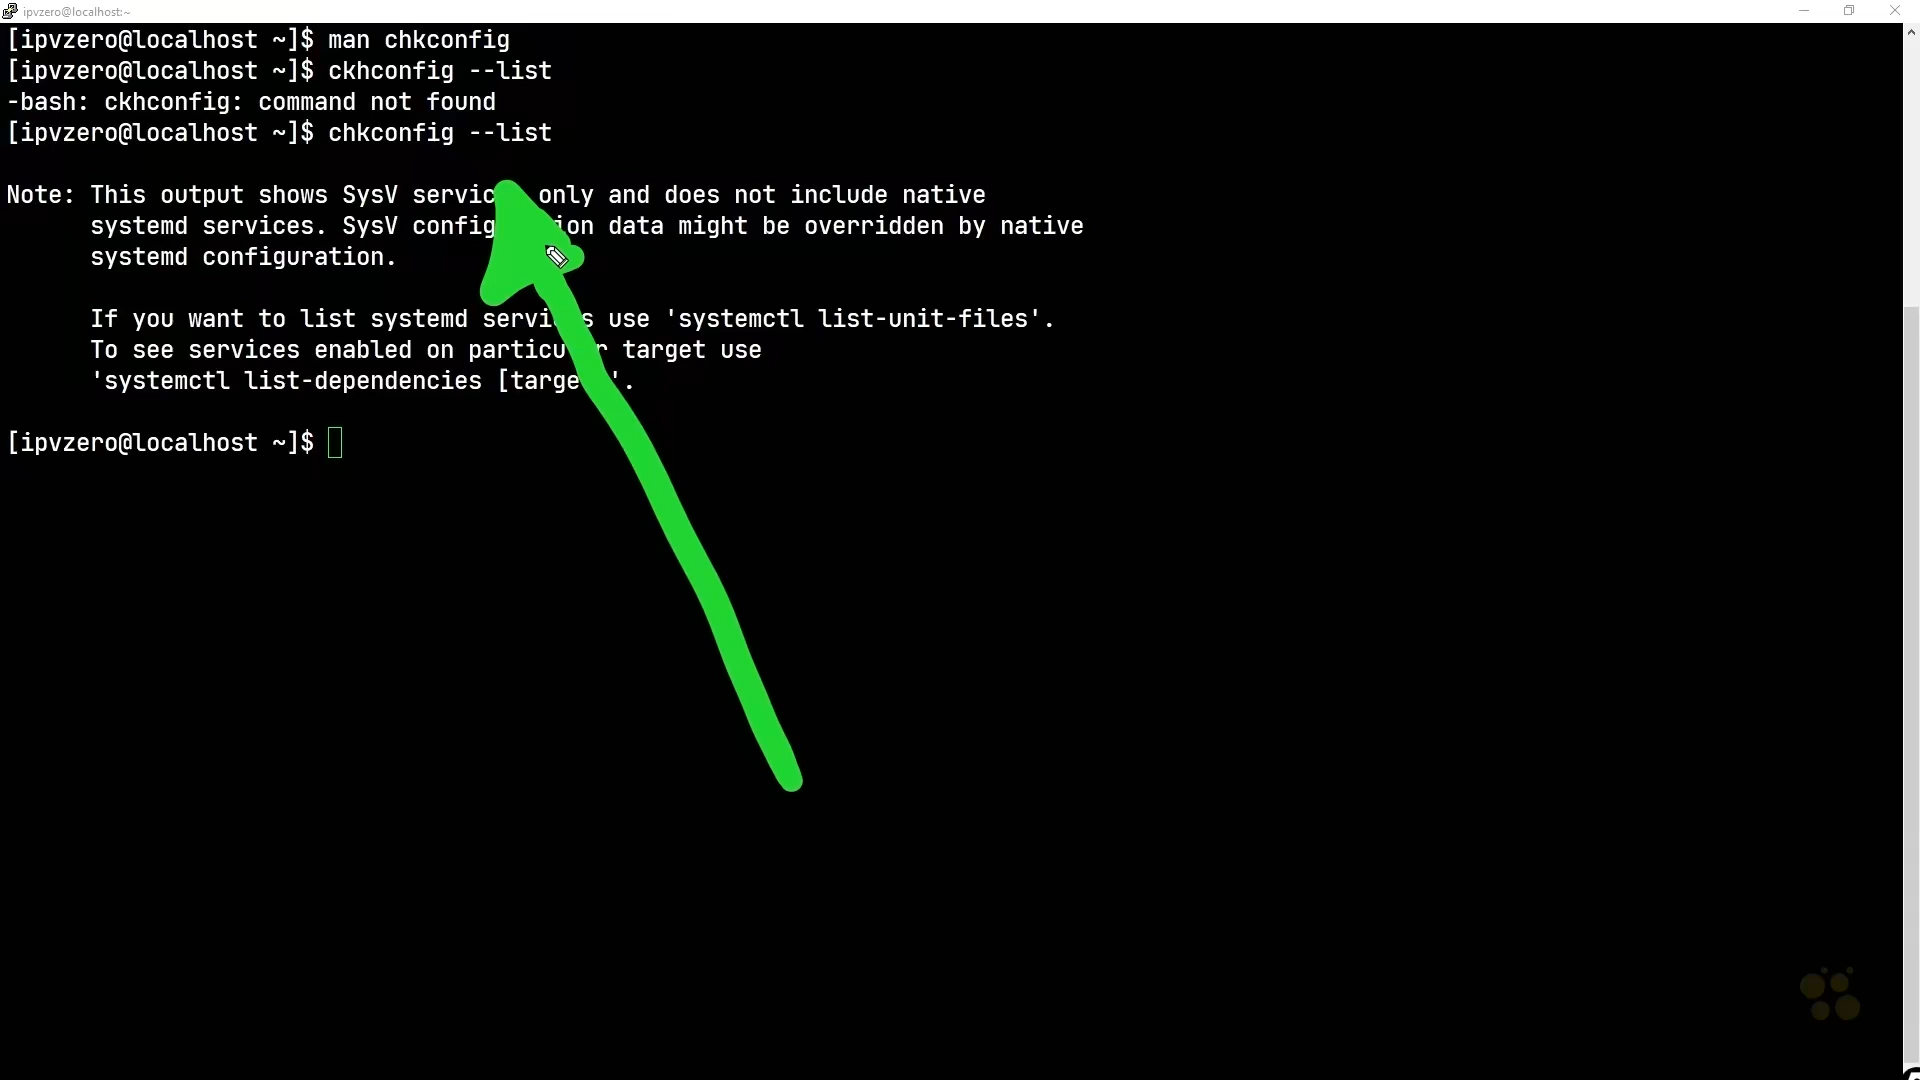 ipvzero@localhost:~
[ipvzero@localhost ~]$ man chkconfig
[ipvzero@localhost ~]$ ckhconfig --list
-bash: ckhconfig: command not found
[ipvzero@localhost ~]$ chkconfig --list
Note: This output shows SysV servic only and does not include native
systemd services. SysV config on data might be overridden by native
systemd configuration.
If you want to list systemd servi s use 'systemctl list-unit-files'.
To see services enabled on particu r target use
'systemctl list-dependencies [targe '.
[ipvzero@localhost ~]$